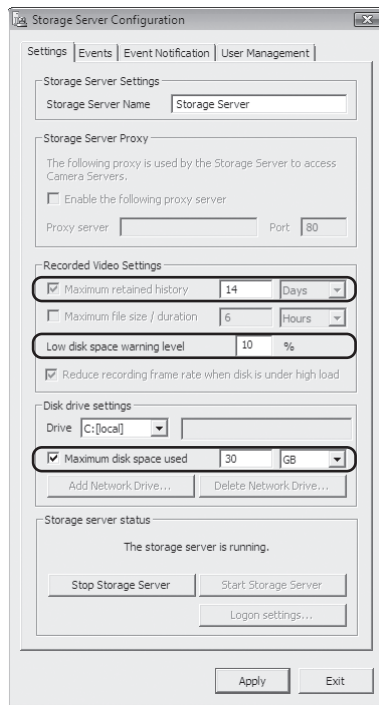 Storage Server Configuration
Settings Events Event Notification User Management
Storage Server Settings
Storage Server Name Storage Server
Storage Server Proxy
The following proxy is used by the Storage Server to access
Camera Servers.
Enable the following proxy server
Proxy server Port 80
Recorded Video Settings
Maximum retained history 14 Days
Maximum file size / duration 6 Hours
Low disk space warning level 10 %
Reduce recording frame rate when disk is under high load
Disk drive settings
Drive C:[local]
Maximum disk space used 30 GB
Add Network Drive... Delete Network Drive...
Storage server status
The storage server is running.
Stop Storage Server Start Storage Server
Logon settings...
Apply Exit